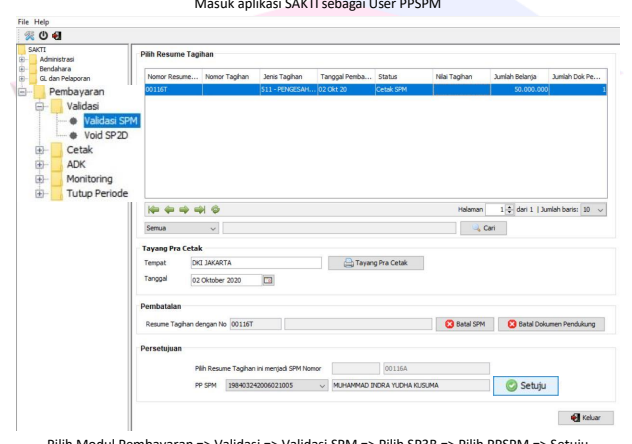 Masuk aplikasi SAKTI sebagai User PPSPM
File Help
SAKTI
Administrasi
Bendahara
GL dan Pelaporan
Pembayaran
Validasi
Validasi SPM
Void SP2D
Cetak
ADK
Monitoring
Tutup Periode
Pilih Resume Tagihan
Nomor Resume... Nomor Tagihan Jenis Tagihan Tanggal Pemba... Status Nilai Tagihan Jumlah Belanja Jumlah Dok Pe...
00116T 511 - PENGESAH... 02 Okt 20 Cetak SPM 50.000.000 1
Halaman 1 dari 1 | Jumlah baris: 10
Semua Cari
Tayang Pra Cetak
Tempat DKI JAKARTA Tayang Pra Cetak
Tanggal 02 Oktober 2020
Pembatalan
Resume Tagihan dengan No 00116T Batal SPM Batal Dokumen Pendukung
Persetujuan
Pilih Resume Tagihan ini menjadi SPM Nomor 00116A
PP SPM 198403242006021005 MUHAMMAD INDRA YUDHA KUSUMA Setuju
Keluar
Pilih Modul Pembayaran => Validasi => Validasi SPM => Pilih SP3B => Pilih PPSPM => Setuju